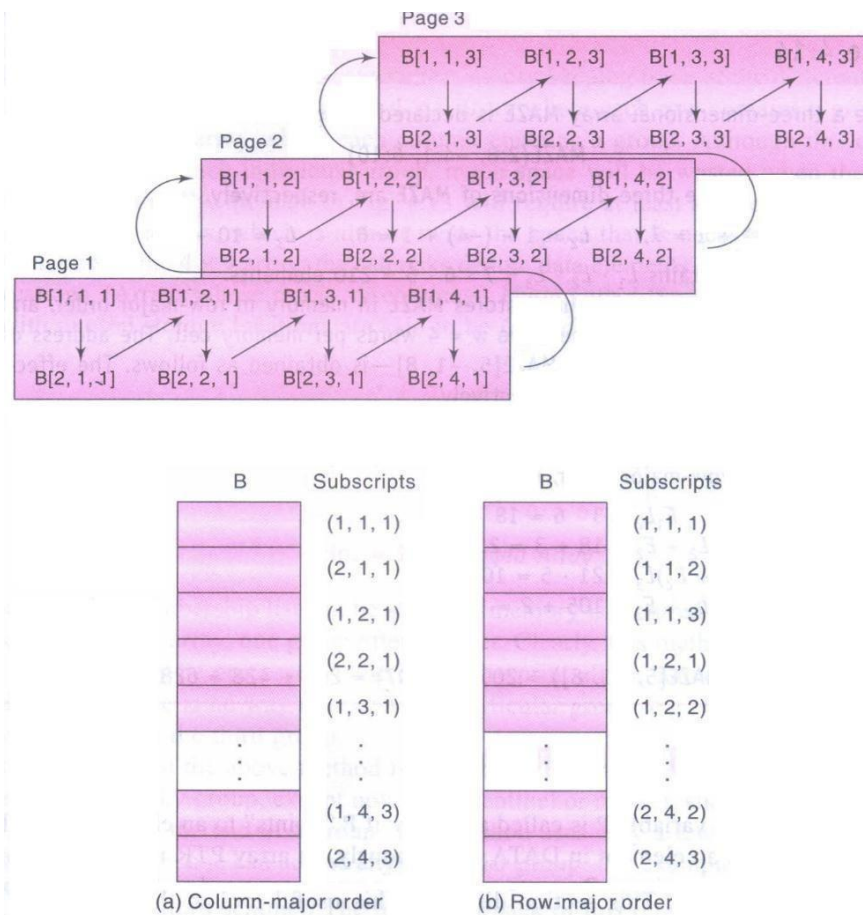 Page 3
B[1, 1, 3] B[1, 2, 3] B[1, 3, 3] B[1, 4, 3]
B[2, 1, 3] B[2, 2, 3] B[2, 3, 3] B[2, 4, 3]
Page 2
B[1, 1, 2] B[1, 2, 2] B[1, 3, 2] B[1, 4, 2]
B[2, 1, 2] B[2, 2, 2] B[2, 3, 2] B[2, 4, 2]
Page 1
B[1, 1, 1] B[1, 2, 1] B[1, 3, 1] B[1, 4, 1]
B[2, 1, 1] B[2, 2, 1] B[2, 3, 1] B[2, 4, 1]
B Subscripts
(1, 1, 1)
(2, 1, 1)
(1, 2, 1)
(2, 2, 1)
(1, 3, 1)
(1, 4, 3)
(2, 4, 3)
(a) Column-major order
B Subscripts
(1, 1, 1)
(1, 1, 2)
(1, 1, 3)
(1, 2, 1)
(1, 2, 2)
(2, 4, 2)
(2, 4, 3)
(b) Row-major order